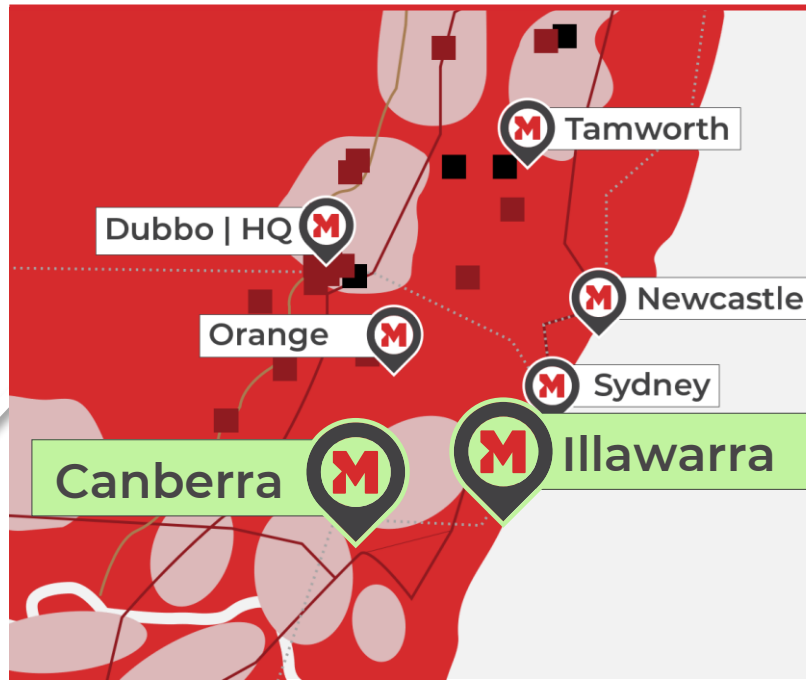 Tamworth
Dubbo | HQ
Newcastle
Orange
Sydney
Illawarra
Canberra